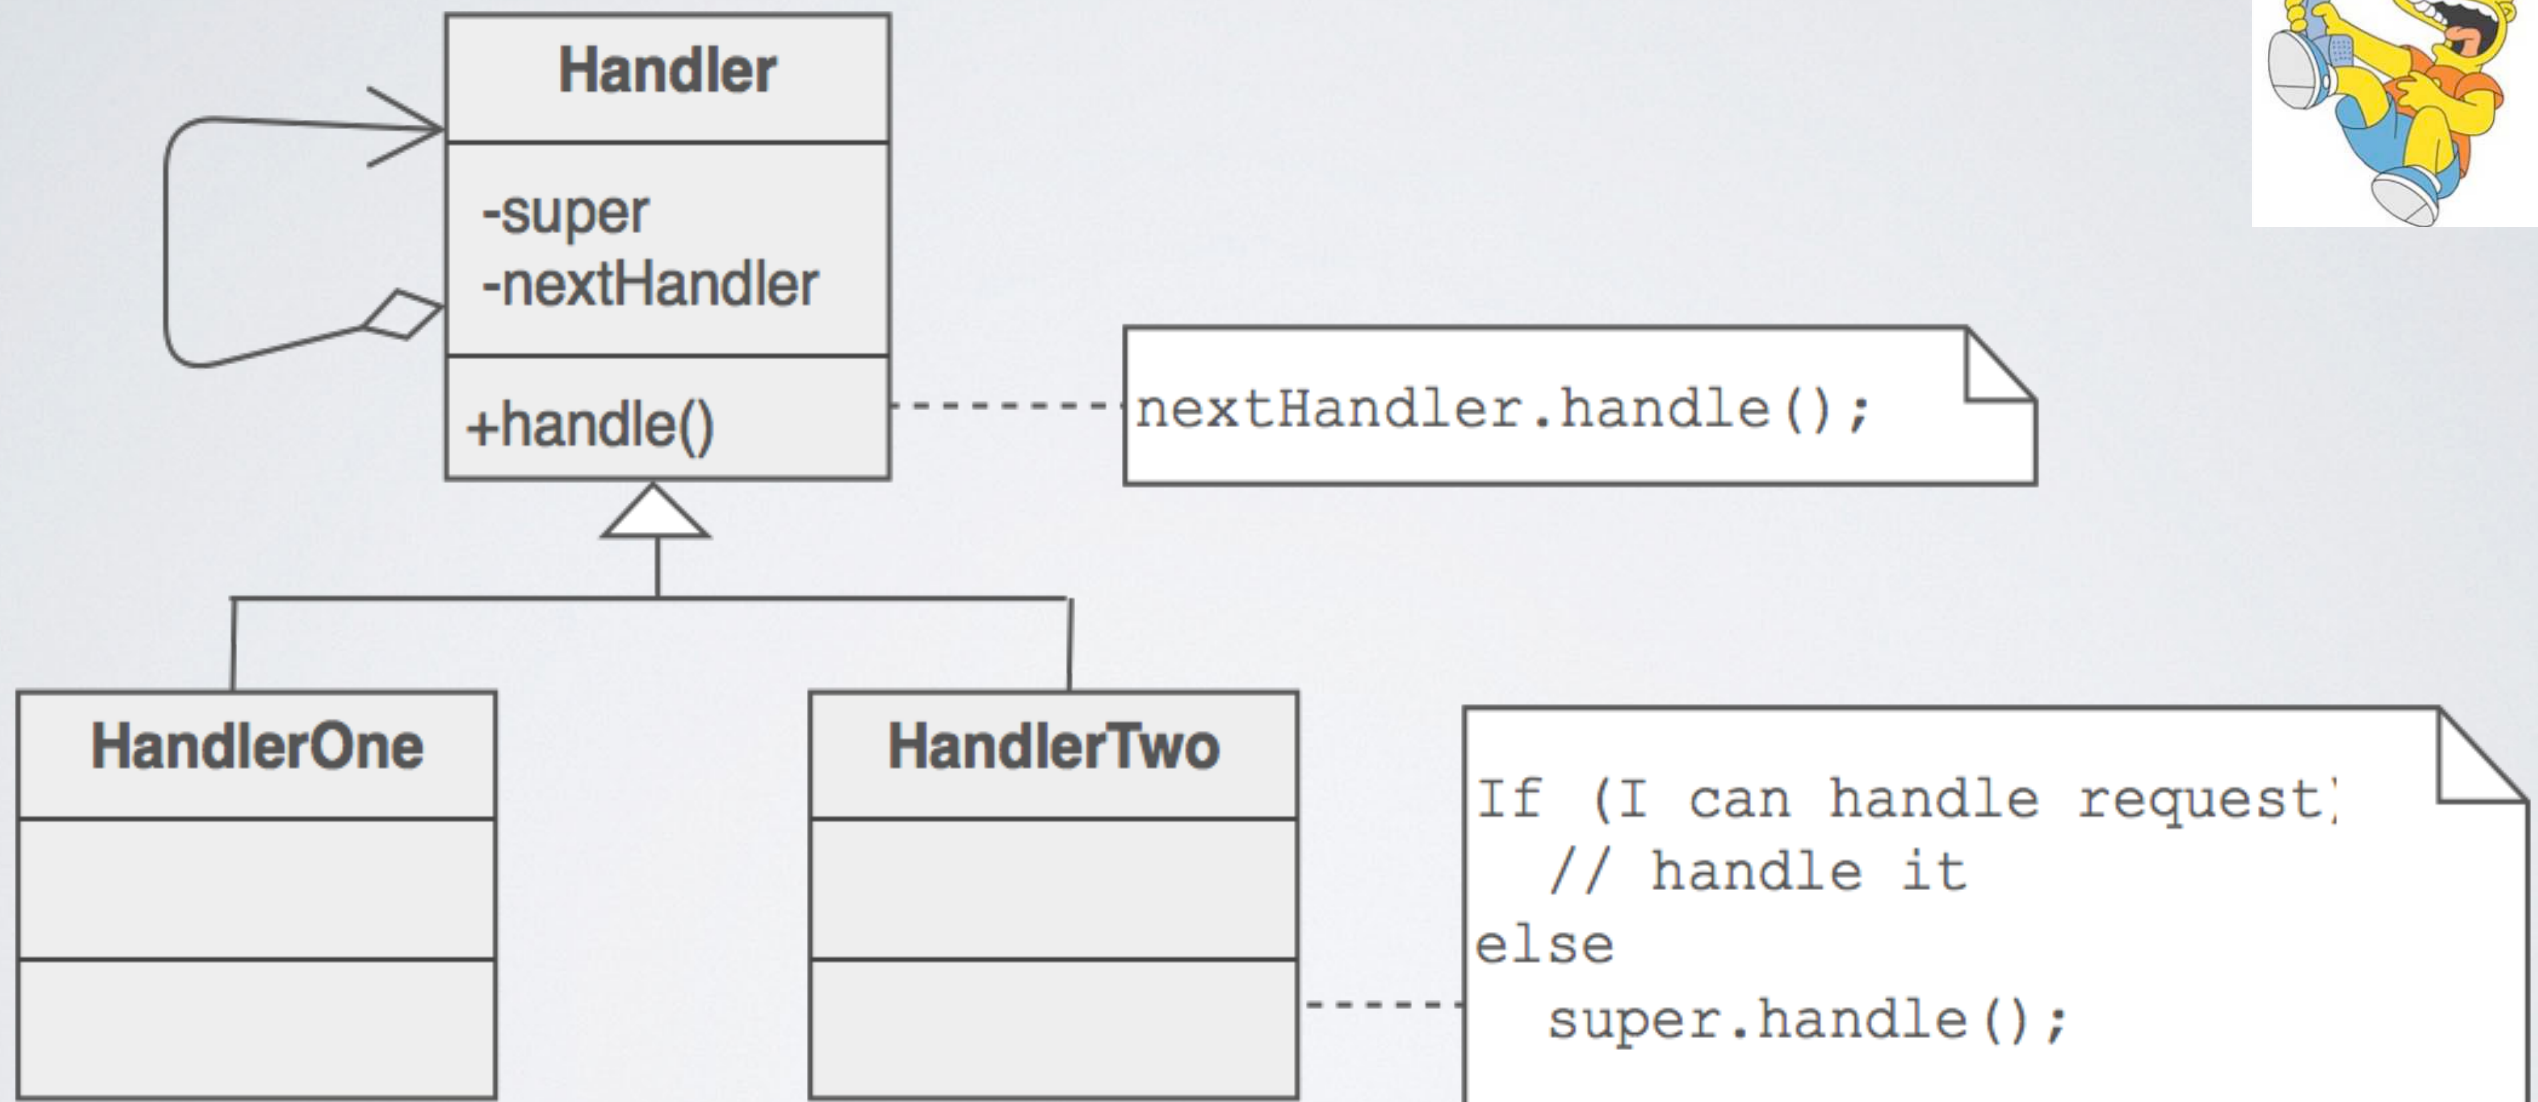 Handler
-super
-nextHandler
+handle()
nextHandler.handle();
HandlerOne
HandlerTwo
If (I can handle request)
// handle it
else
super.handle();